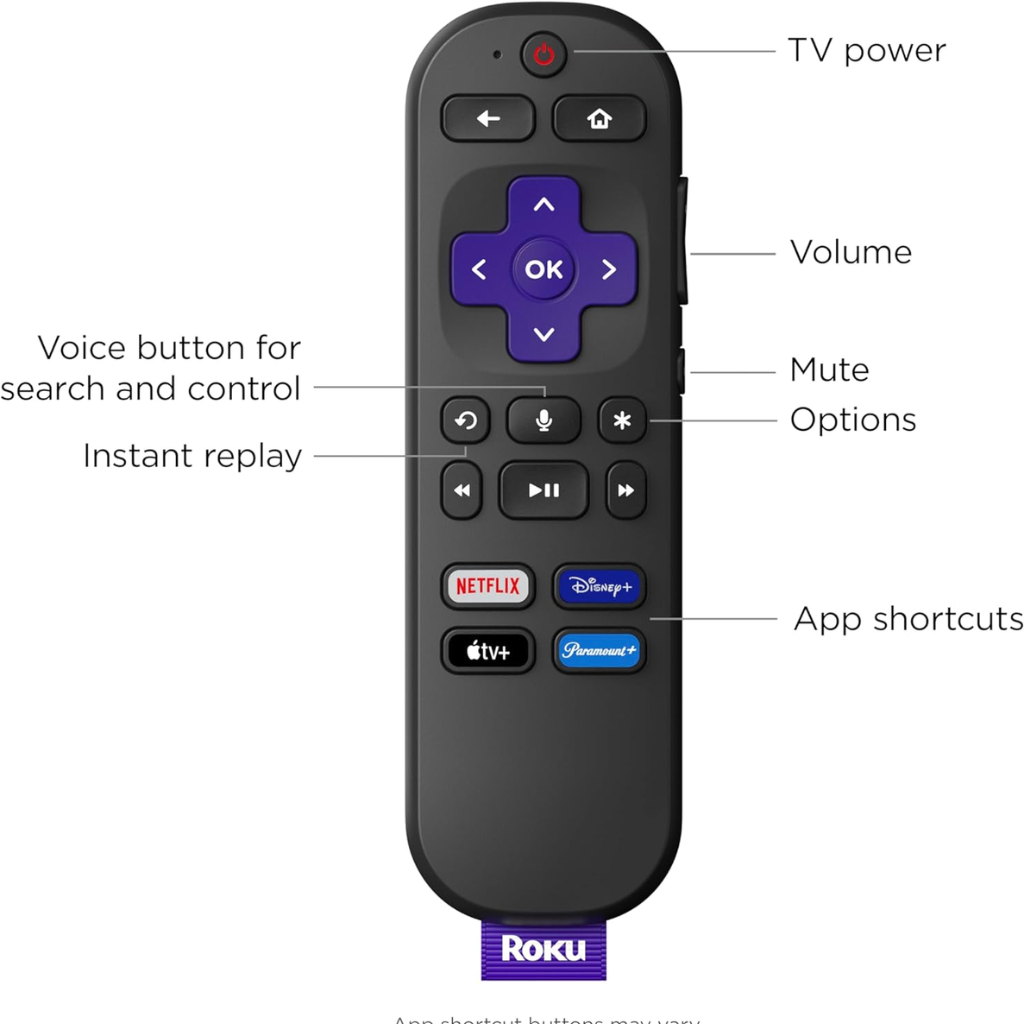 TV power
OK
Volume
Voice button for
search and control
Mute
Options
Instant replay
NETFLIX
Disney+
tv+
Paramount+
App shortcuts
Roku
App shortcut buttons may vary